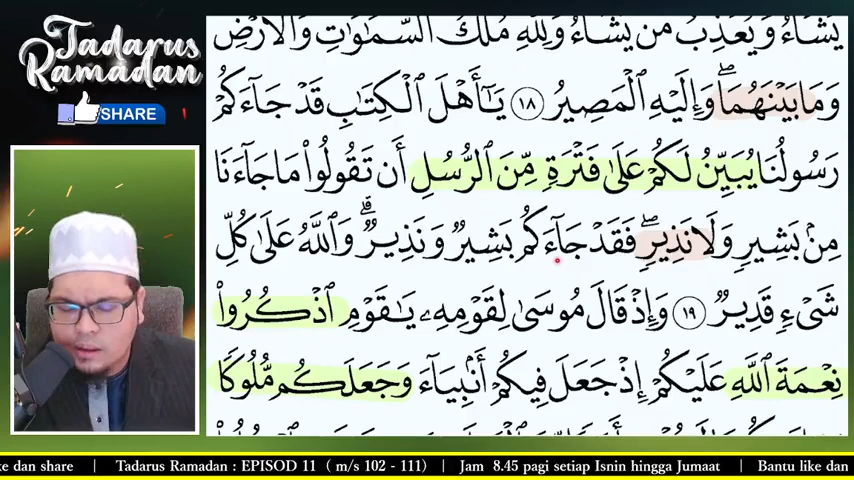 Tadarus
Ramadan
SHARE
يَشَآءُ وَيُعَذِّبُ مَن يَشَآءُ وَلِلَّهِ مُلْكُ ٱلسَّمَٰوَٰتِ وَٱلْأَرْضِ
وَمَا بَيْنَهُمَا ۖ وَإِلَيْهِ ٱلْمَصِيرُ ١٨ يَٰٓأَهْلَ ٱلْكِتَٰبِ قَدْ جَآءَكُمْ
رَسُولُنَا يُبَيِّنُ لَكُمْ عَلَىٰ فَتْرَةٍ مِّنَ ٱلرُّسُلِ أَن تَقُولُوا۟ مَا جَآءَنَا
مِنۢ بَشِيرٍ وَلَا نَذِيرٍ ۖ فَقَدْ جَآءَكُم بَشِيرٌ وَنَذِيرٌ ۗ وَٱللَّهُ عَلَىٰ كُلِّ
شَىْءٍ قَدِيرٌ ١٩ وَإِذْ قَالَ مُوسَىٰ لِقَوْمِهِۦ يَٰقَوْمِ ٱذْكُرُوا۟
نِعْمَةَ ٱللَّهِ عَلَيْكُمْ إِذْ جَعَلَ فِيكُمْ أَنۢبِيَآءَ وَجَعَلَكُم مُّلُوكًا
ke dan share | Tadarus Ramadan : EPISOD 11 ( m/s 102 - 111) | Jam 8.45 pagi setiap Isnin hingga Jumaat | Bantu like dan